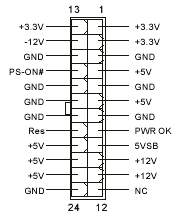 13 1
+3.3V +3.3V
-12V +3.3V
GND GND
PS-ON# +5V
GND GND
GND +5V
GND GND
Res PWR OK
+5V 5VSB
+5V +12V
+5V +12V
GND NC
24 12